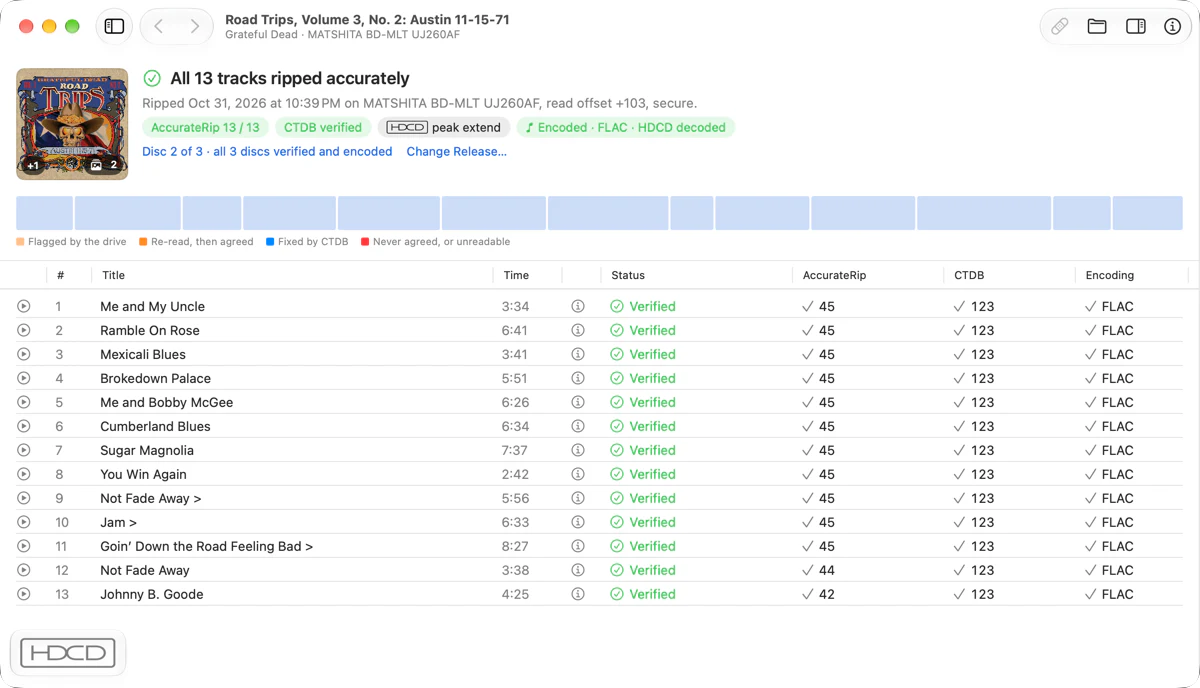 Road Trips, Volume 3, No. 2: Austin 11-15-71
Grateful Dead · MATSHITA BD-MLT UJ260AF
GRATEFUL DEAD
ROAD
TRIPS
+1
2
All 13 tracks ripped accurately
Ripped Oct 31, 2026 at 10:39 PM on MATSHITA BD-MLT UJ260AF, read offset +103, secure.
AccurateRip 13 / 13 CTDB verified HDCD peak extend Encoded · FLAC · HDCD decoded
Disc 2 of 3 · all 3 discs verified and encoded Change Release…
Flagged by the drive Re-read, then agreed Fixed by CTDB Never agreed, or unreadable
# Title Time Status AccurateRip CTDB Encoding
1 Me and My Uncle 3:34 Verified 45 123 FLAC
2 Ramble On Rose 6:41 Verified 45 123 FLAC
3 Mexicali Blues 3:41 Verified 45 123 FLAC
4 Brokedown Palace 5:51 Verified 45 123 FLAC
5 Me and Bobby McGee 6:26 Verified 45 123 FLAC
6 Cumberland Blues 6:34 Verified 45 123 FLAC
7 Sugar Magnolia 7:37 Verified 45 123 FLAC
8 You Win Again 2:42 Verified 45 123 FLAC
9 Not Fade Away > 5:56 Verified 45 123 FLAC
10 Jam > 6:33 Verified 45 123 FLAC
11 Goin’ Down the Road Feeling Bad > 8:27 Verified 45 123 FLAC
12 Not Fade Away 3:38 Verified 44 123 FLAC
13 Johnny B. Goode 4:25 Verified 42 123 FLAC
HDCD